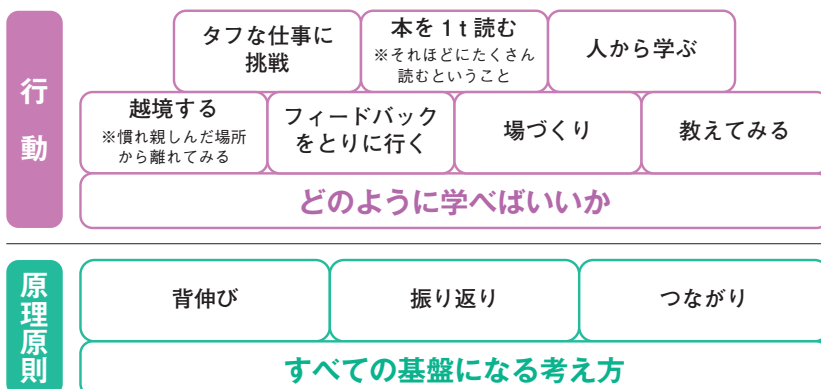 行動
タフな仕事に
挑戦
本を1t読む
※それほどにたくさん
読むということ
人から学ぶ
越境する
※慣れ親しんだ場所
から離れてみる
フィードバック
をとりに行く
場づくり
教えてみる
どのように学べばいいか
原理原則
背伸び
振り返り
つながり
すべての基盤になる考え方